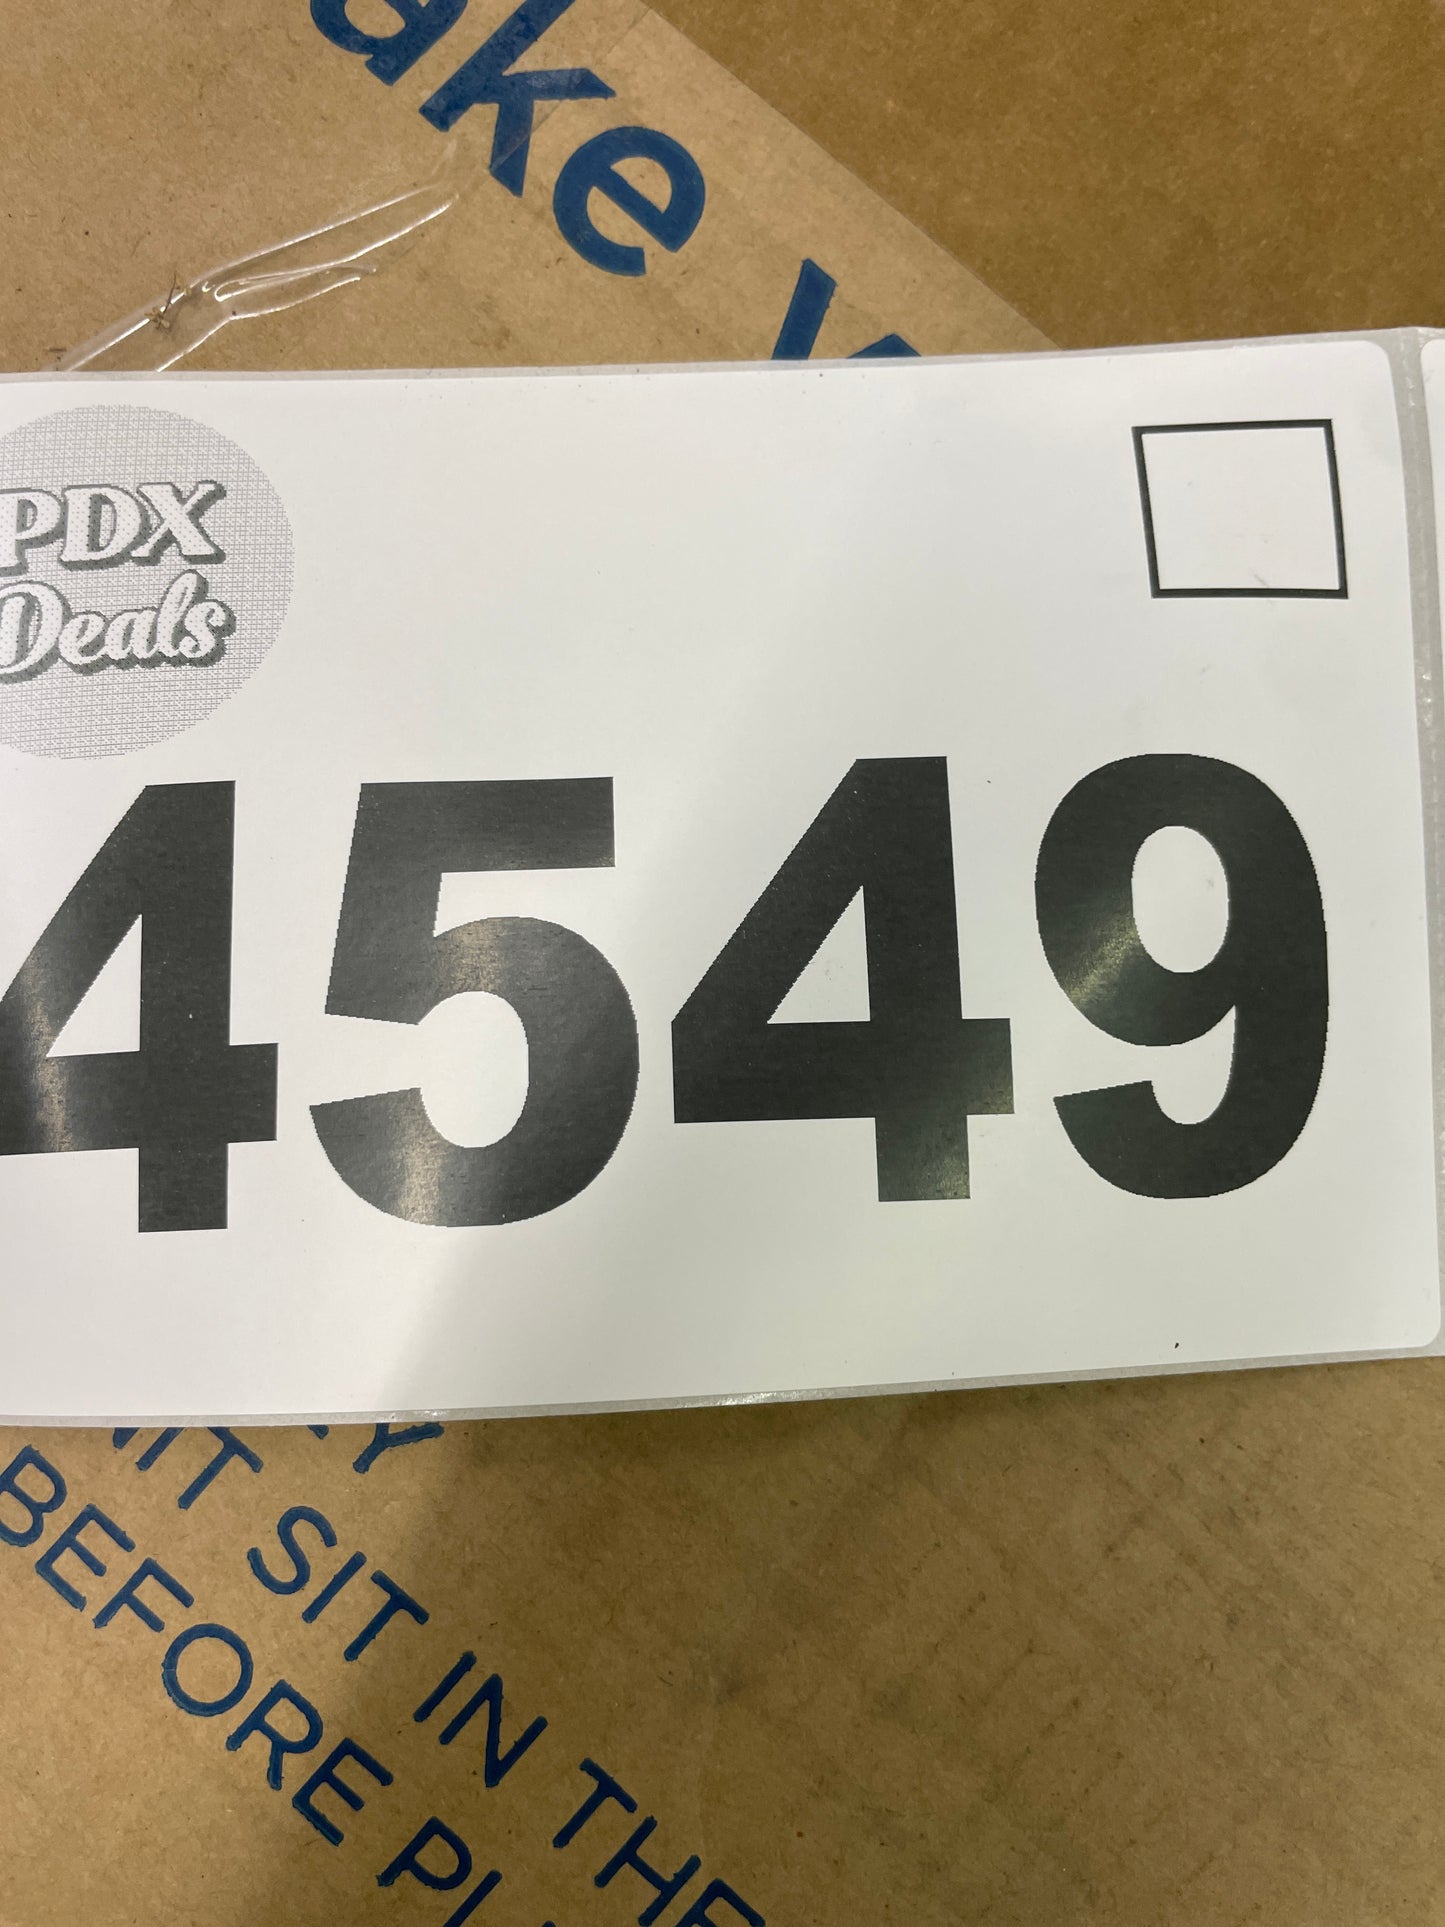 ake
PDX
Deals
4549
IT SIT IN THE
BEFORE